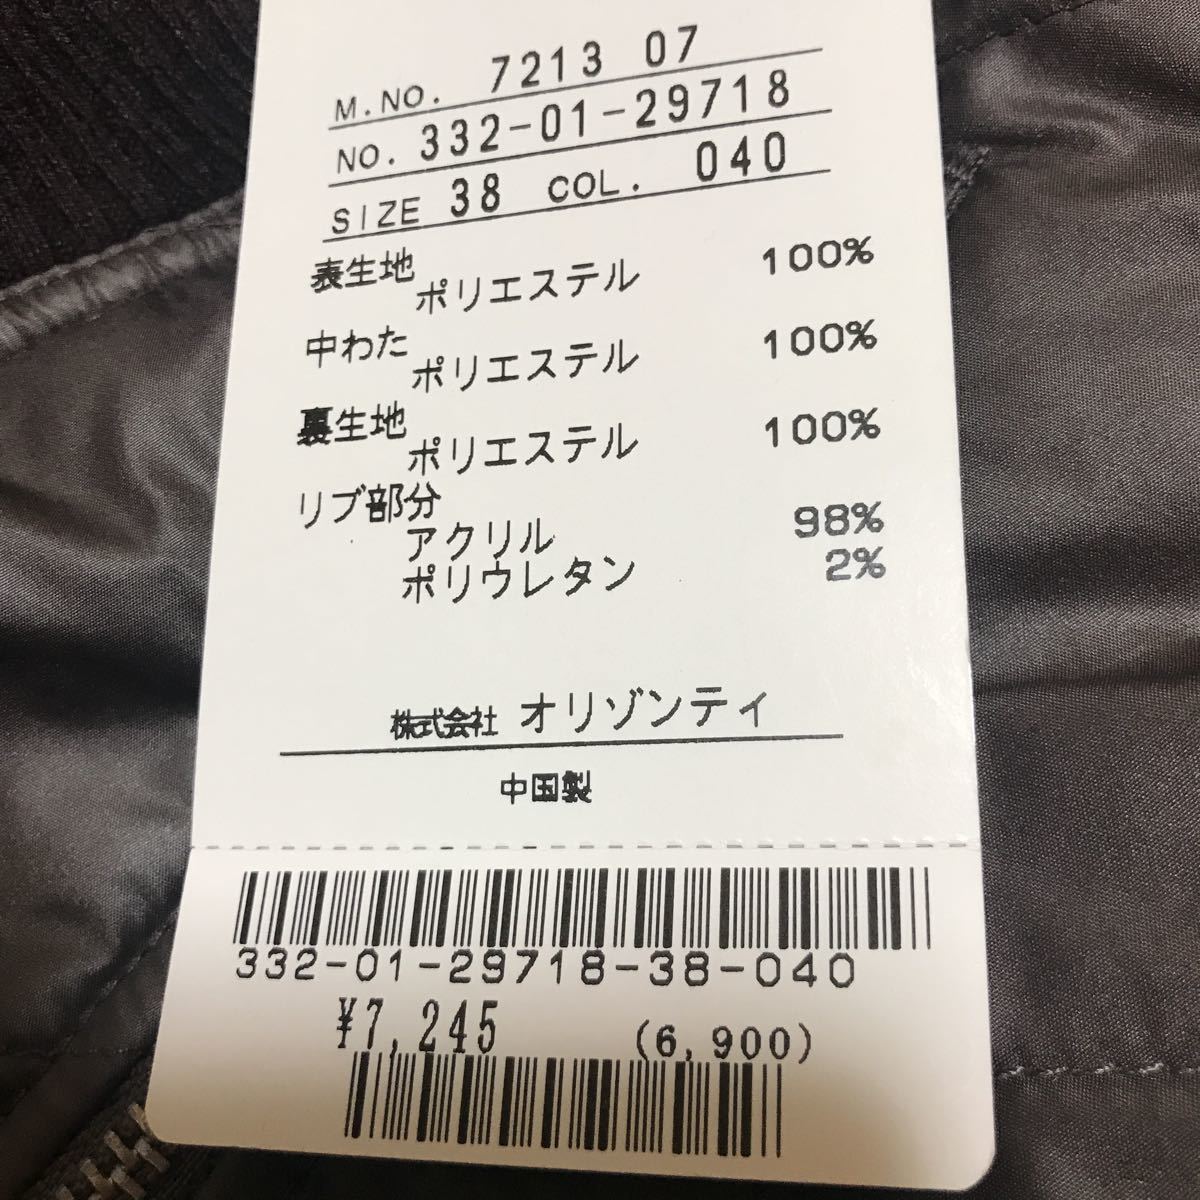 M.NO. 7213 07
NO. 332-01-29718
SIZE 38 COL. 040
表生地
ポリエステル 100%
中わた
ポリエステル 100%
裏生地
ポリエステル 100%
リブ部分
アクリル 98%
ポリウレタン 2%
株式会社 オリゾンティ
中国製
332-01-29718-38-040
¥7,245 (6,900)